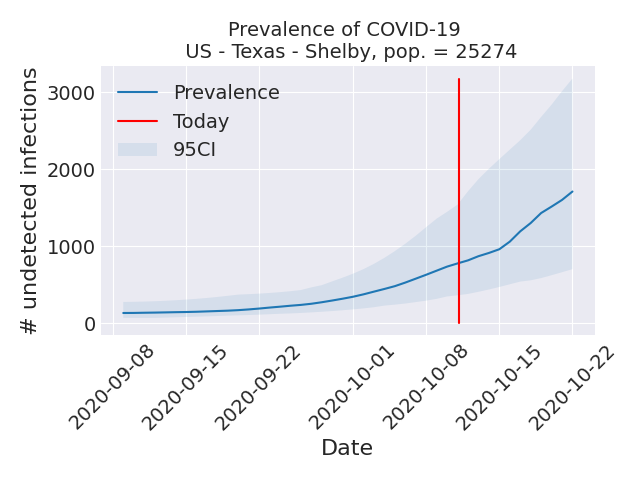 Prevalence of COVID-19
US - Texas - Shelby, pop. = 25274
# undetected infections
3000
2000
1000
0
Prevalence
Today
95CI
2020-09-08
2020-09-15
2020-09-22
2020-10-01
2020-10-08
2020-10-15
2020-10-22
Date